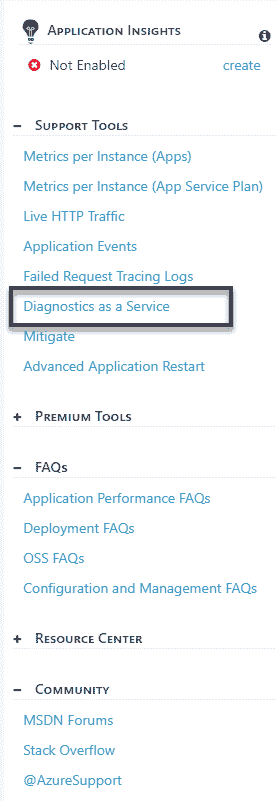 Application Insights
Not Enabled create
Support Tools
Metrics per Instance (Apps)
Metrics per Instance (App Service Plan)
Live HTTP Traffic
Application Events
Failed Request Tracing Logs
Diagnostics as a Service
Mitigate
Advanced Application Restart
Premium Tools
FAQs
Application Performance FAQs
Deployment FAQs
OSS FAQs
Configuration and Management FAQs
Resource Center
Community
MSDN Forums
Stack Overflow
@AzureSupport